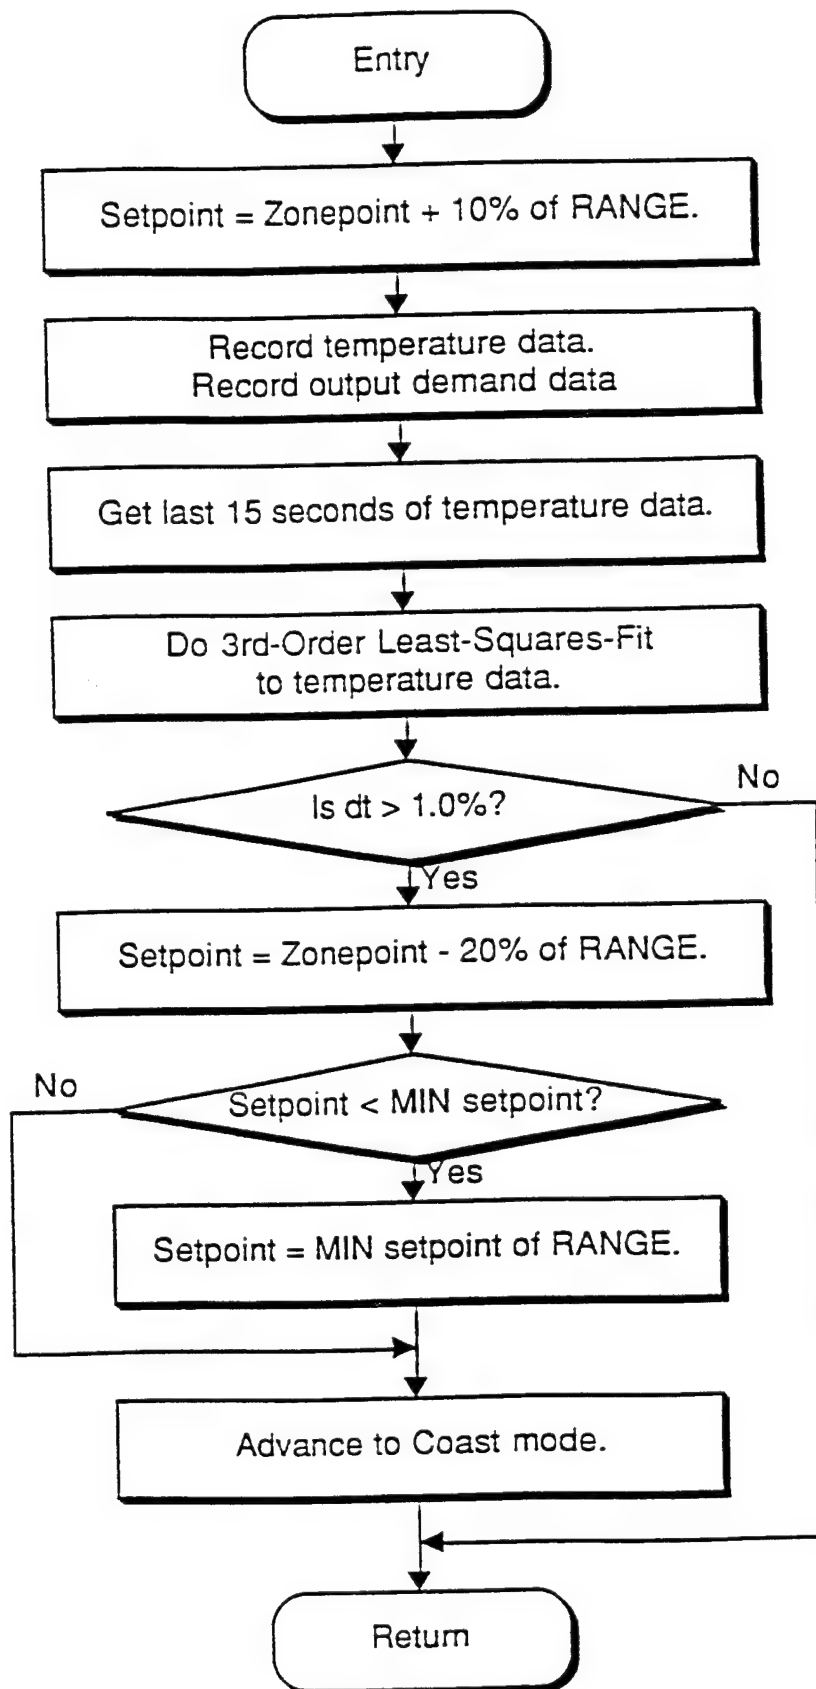 Entry
Setpoint = Zonepoint + 10% of RANGE.
Record temperature data.
Record output demand data
Get last 15 seconds of temperature data.
Do 3rd-Order Least-Squares-Fit
to temperature data.
Is dt > 1.0%?
No
Yes
Setpoint = Zonepoint - 20% of RANGE.
No
Setpoint < MIN setpoint?
Yes
Setpoint = MIN setpoint of RANGE.
Advance to Coast mode.
Return